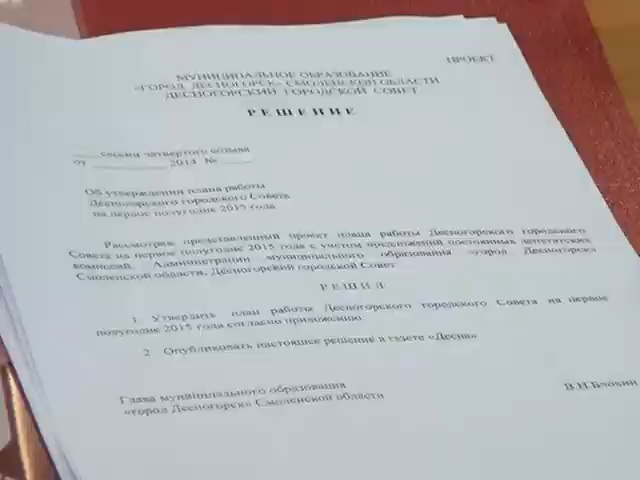 ПРОЕКТ
МУНИЦИПАЛЬНОЕ ОБРАЗОВАНИЕ
«ГОРОД ДЕСНОГОРСК» СМОЛЕНСКОЙ ОБЛАСТИ
ДЕСНОГОРСКИЙ ГОРОДСКОЙ СОВЕТ
Р Е Ш Е Н И Е
сессии четвертого созыва
от ____________ 2014 № _____
Об утверждении плана работы
Десногорского городского Совета
на первое полугодие 2015 года
Рассмотрев представленный проект плана работы Десногорского городского
Совета на первое полугодие 2015 года с учетом предложений постоянных депутатских
комиссий, Администрации муниципального образования «город Десногорск»
Смоленской области, Десногорский городской Совет
Р Е Ш И Л
1. Утвердить план работы Десногорского городского Совета на первое
полугодие 2015 года согласно приложению.
2. Опубликовать настоящее решение в газете «Десна»
Глава муниципального образования
«город Десногорск» Смоленской области
В.Н.Блохин